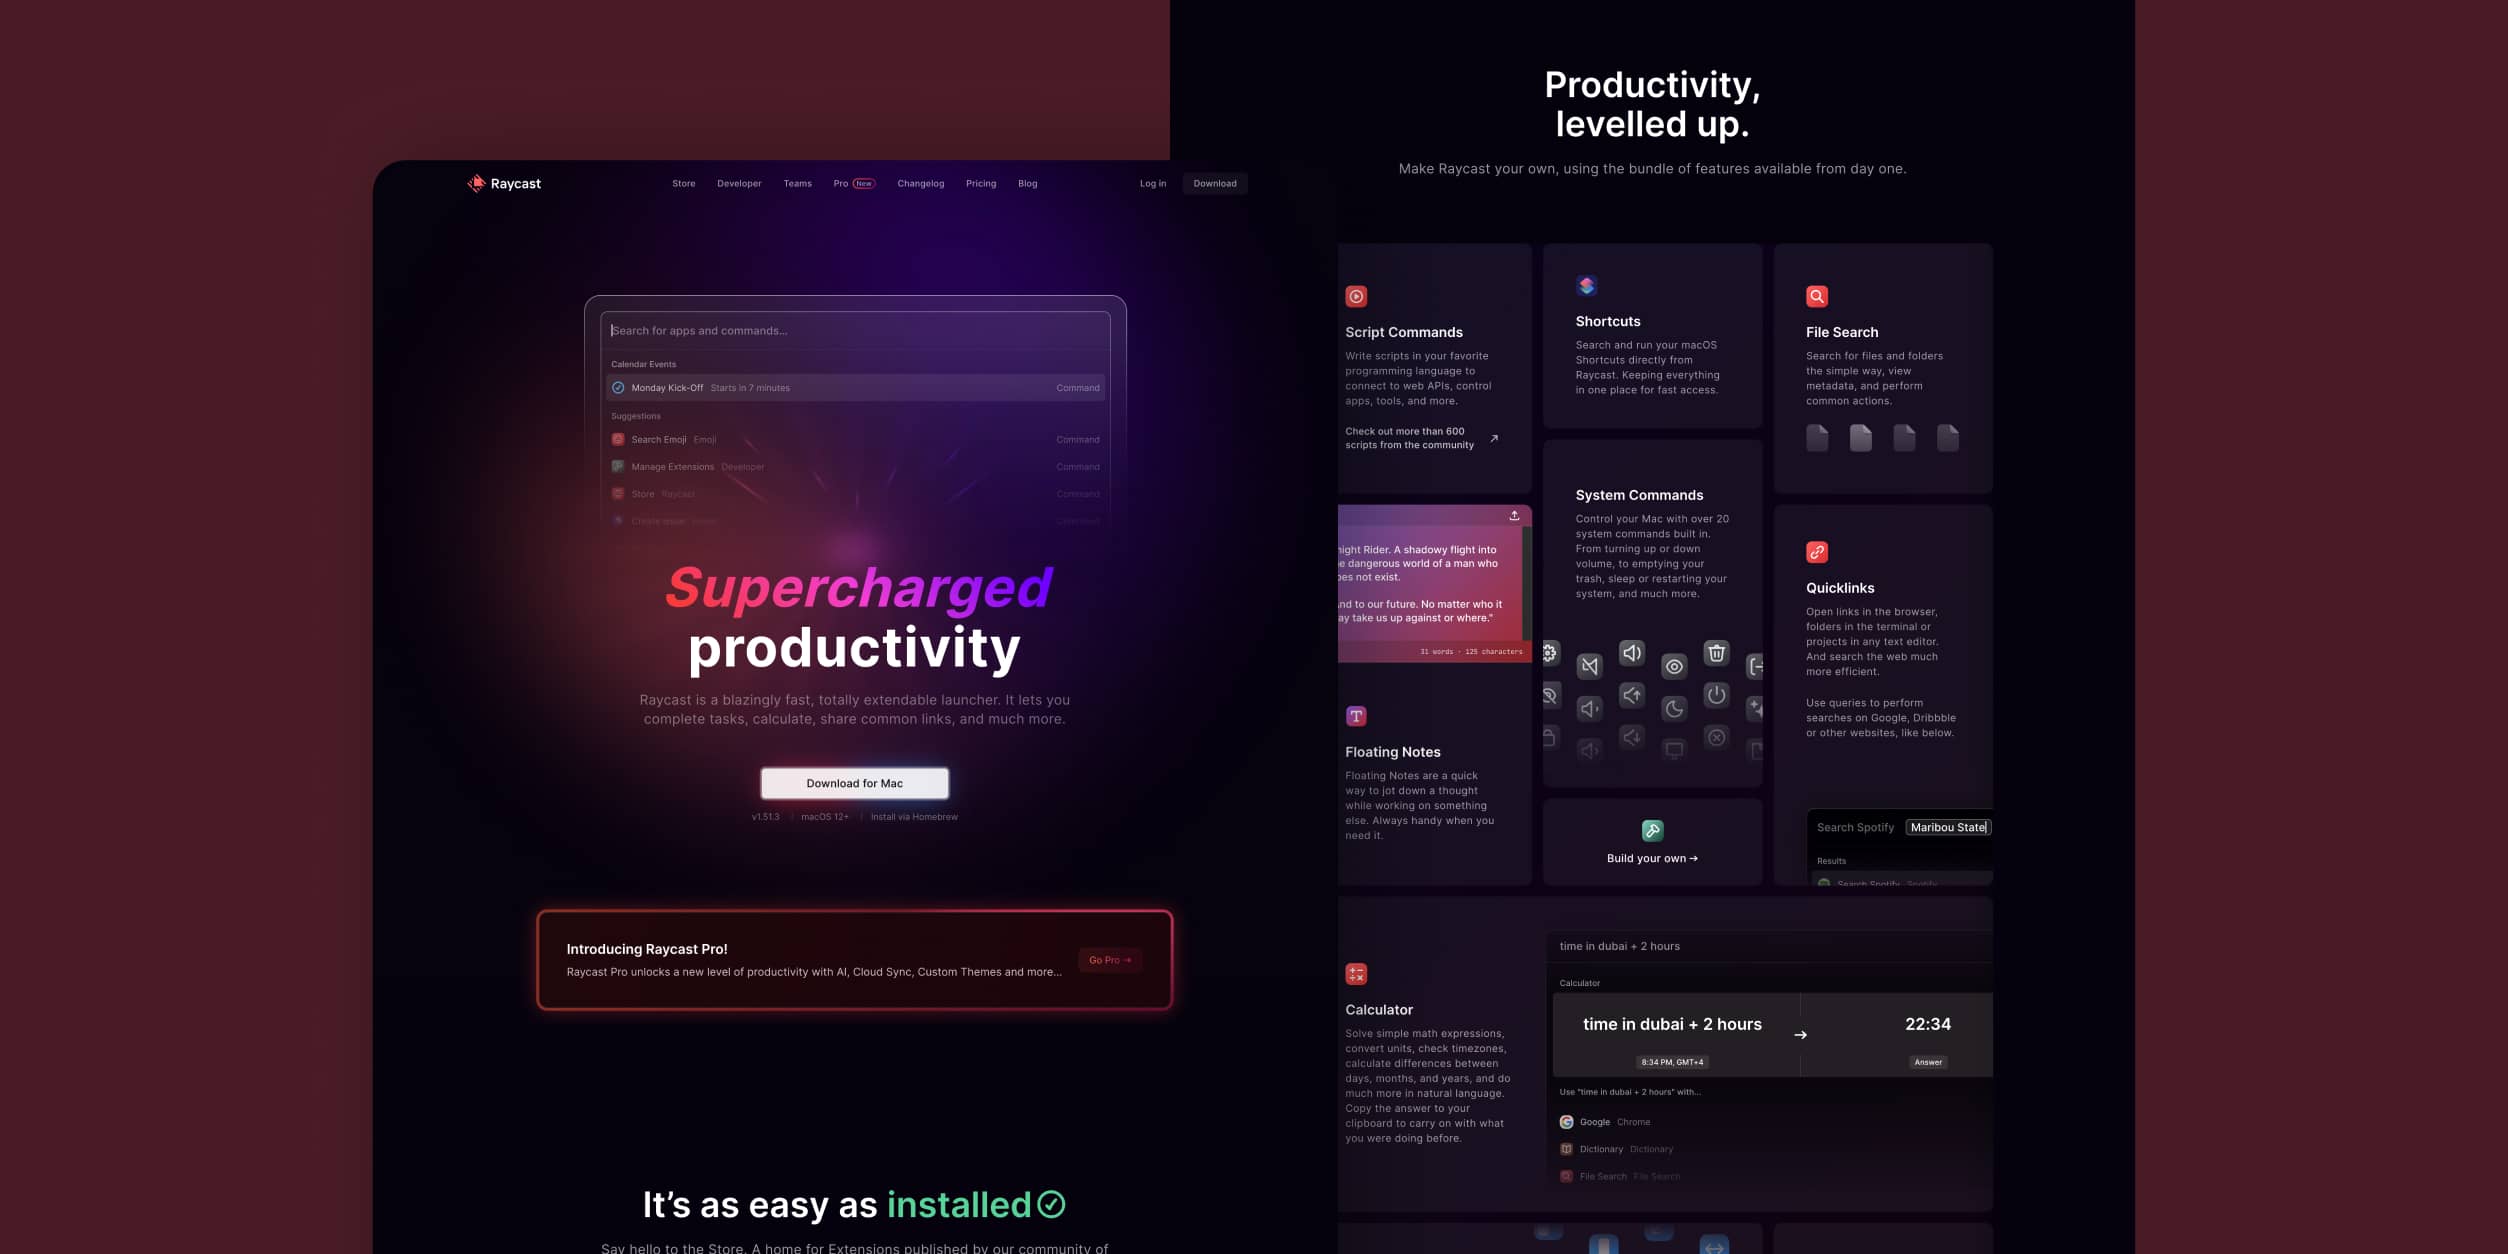 Raycast
Store
Developer
Teams
Pro New
Changelog
Pricing
Blog
Log in
Download
Search for apps and commands...
Calendar Events
Monday Kick-Off Starts in 7 minutes Command
Suggestions
Search Emoji Emoji Command
Manage Extensions Developer Command
Store Raycast Command
Create Issue Command
Supercharged
productivity
Raycast is a blazingly fast, totally extendable launcher. It lets you
complete tasks, calculate, share common links, and much more.
Download for Mac
v1.51.3 | macOS 12+ | Install via Homebrew
Introducing Raycast Pro!
Raycast Pro unlocks a new level of productivity with AI, Cloud Sync, Custom Themes and more...
Go Pro →
It’s as easy as installed
Say hello to the Store. A home for Extensions published by our community of
Productivity,
levelled up.
Make Raycast your own, using the bundle of features available from day one.
Script Commands
Write scripts in your favorite
programming language to
connect to web APIs, control
apps, tools, and more.
Check out more than 600
scripts from the community
Shortcuts
Search and run your macOS
Shortcuts directly from
Raycast. Keeping everything
in one place for fast access.
File Search
Search for files and folders
the simple way, view
metadata, and perform
common actions.
ight Rider. A shadowy flight into
e dangerous world of a man who
oes not exist.
nd to our future. No matter who it
ay take us up against or where."
31 words · 125 characters
Floating Notes
Floating Notes are a quick
way to jot down a thought
while working on something
else. Always handy when you
need it.
System Commands
Control your Mac with over 20
system commands built in.
From turning up or down
volume, to emptying your
trash, sleep or restarting your
system, and much more.
Build your own →
Quicklinks
Open links in the browser,
folders in the terminal or
projects in any text editor.
And search the web much
more efficient.
Use queries to perform
searches on Google, Dribbble
or other websites, like below.
Search Spotify Maribou State
Results
Search Spotify Spotify
Calculator
Solve simple math expressions,
convert units, check timezones,
calculate differences between
days, months, and years, and do
much more in natural language.
Copy the answer to your
clipboard to carry on with what
you were doing before.
time in dubai + 2 hours
Calculator
time in dubai + 2 hours → 22:34
8:34 PM, GMT+4 Answer
Use "time in dubai + 2 hours" with...
Google Chrome
Dictionary Dictionary
File Search File Search